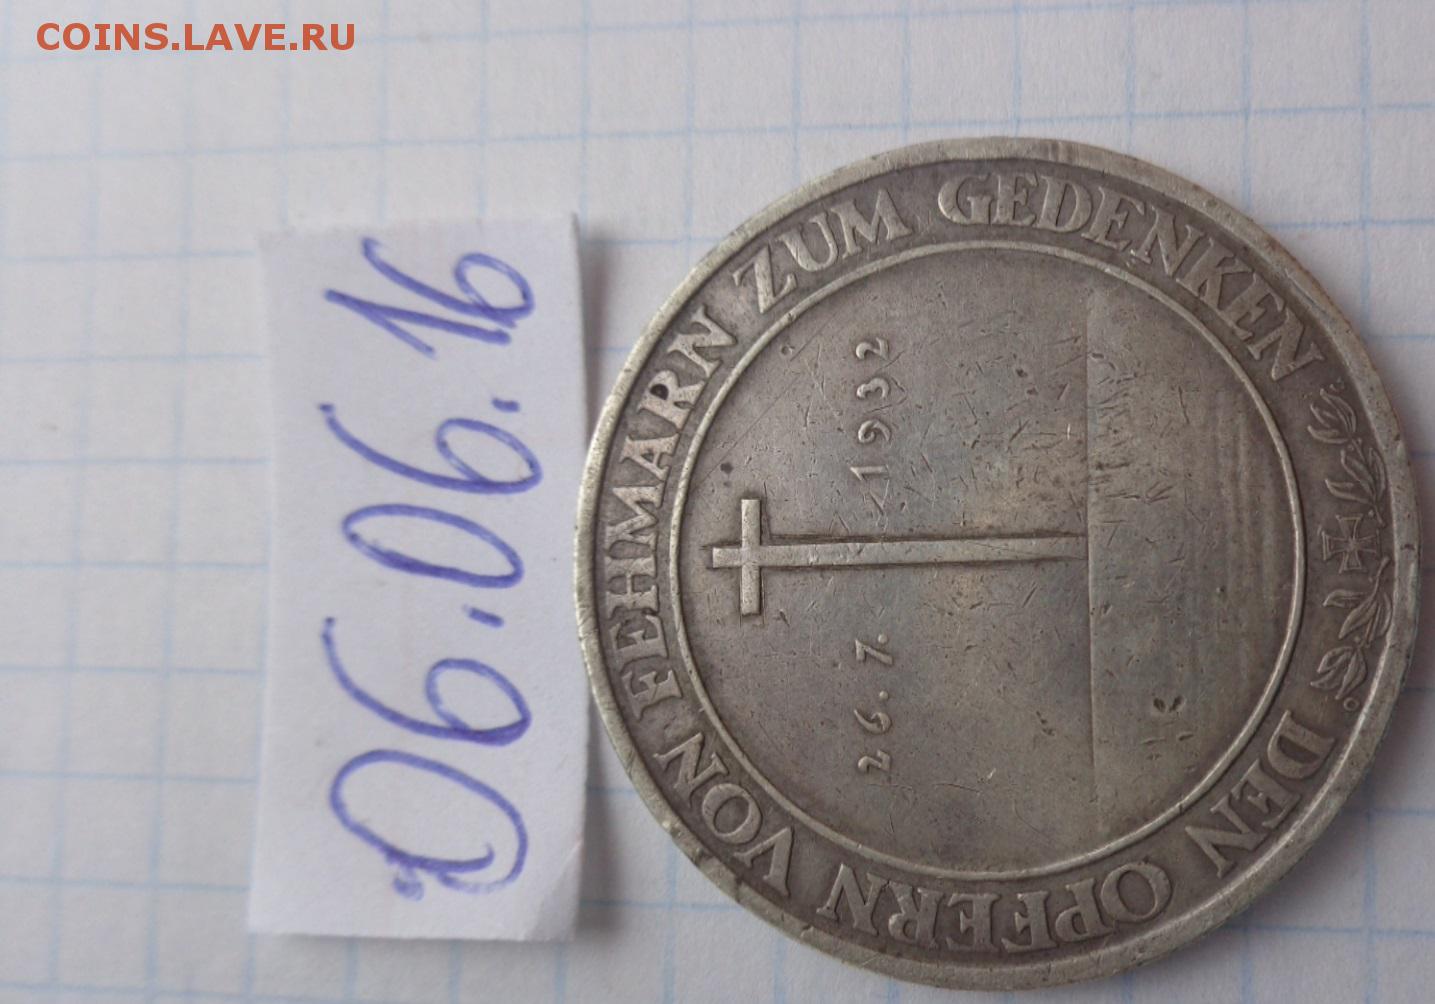 COINS.LAVE.RU
06.06.16
DEN OPFERN VON FEHMARN ZUM GEDENKEN
26.7. 1932